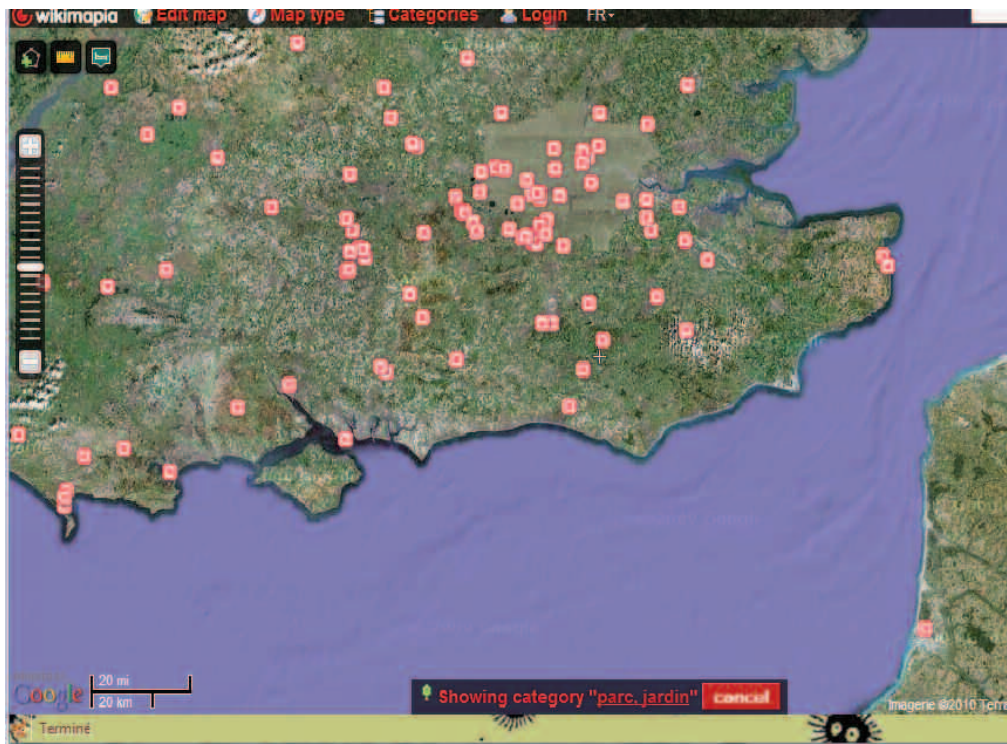 wikimapia Edit map Map type Categories Login FR
20 mi
20 km
Google
Showing category "parc, jardin" cancel
Imagerie ©2010 Terra
Terminé